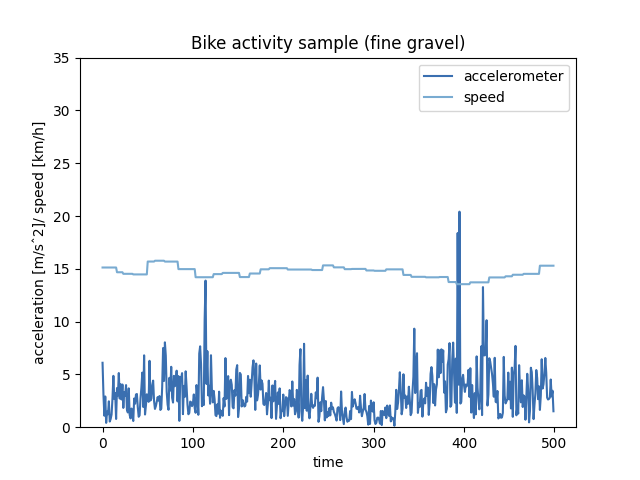 Bike activity sample (fine gravel)
accelerometer
speed
acceleration [m/s^2]/ speed [km/h]
35
30
25
20
15
10
5
0
0 100 200 300 400 500
time